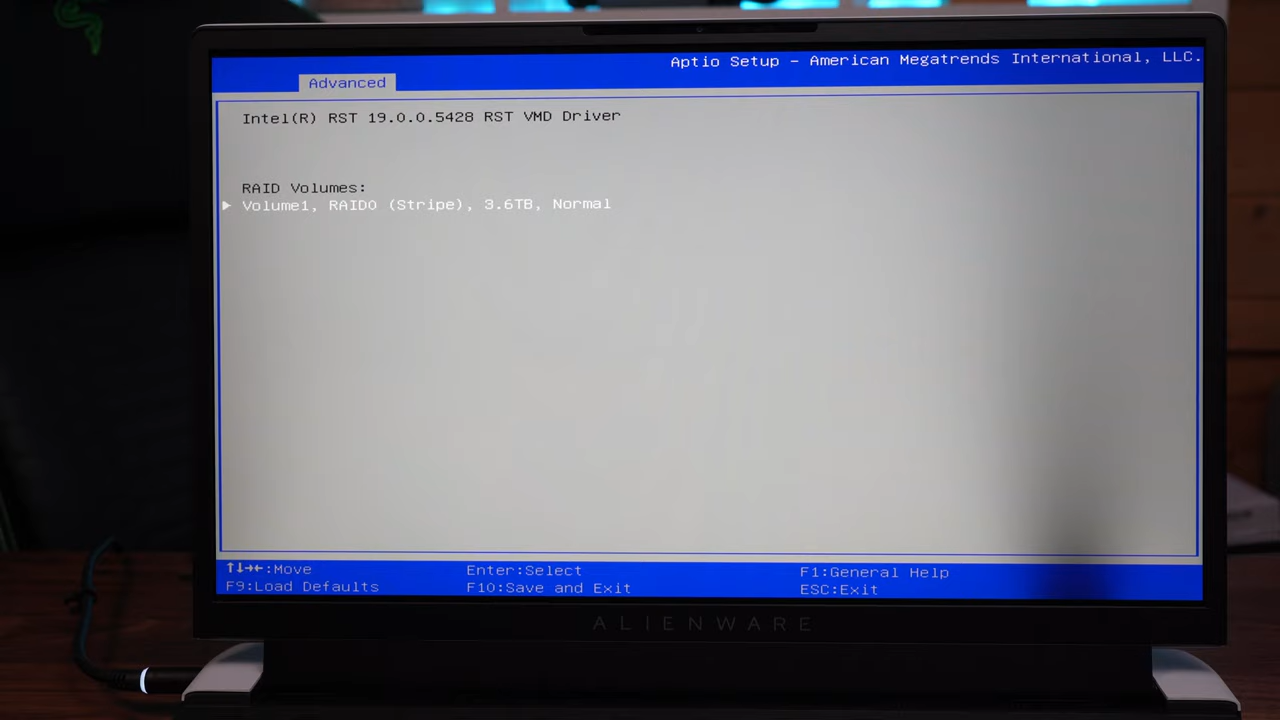 Aptio Setup – American Megatrends International, LLC.
Advanced
Intel(R) RST 19.0.0.5428 RST VMD Driver
RAID Volumes:
▶ Volume1, RAID0 (Stripe), 3.6TB, Normal
↑↓→←:Move Enter:Select F1:General Help
F9:Load Defaults F10:Save and Exit ESC:Exit
ALIENWARE